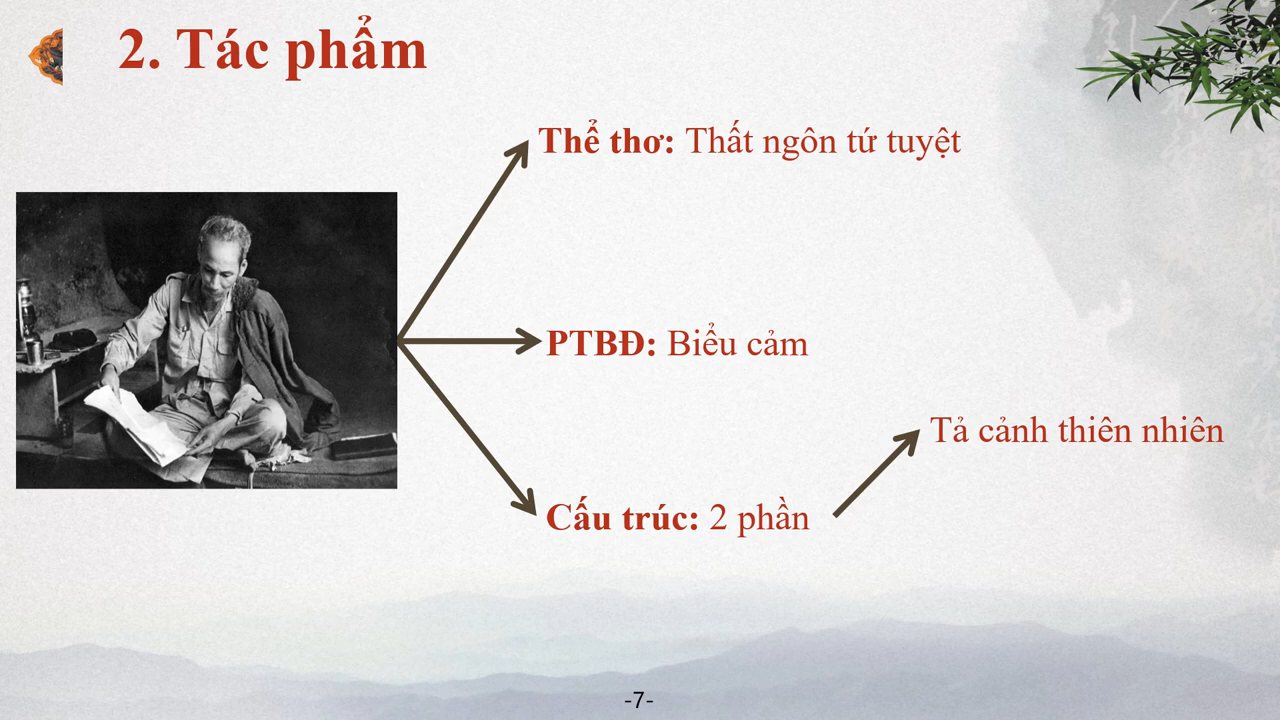 2. Tác phẩm
Thể thơ: Thất ngôn tứ tuyệt
PTBĐ: Biểu cảm
Tả cảnh thiên nhiên
Cấu trúc: 2 phần
-7-